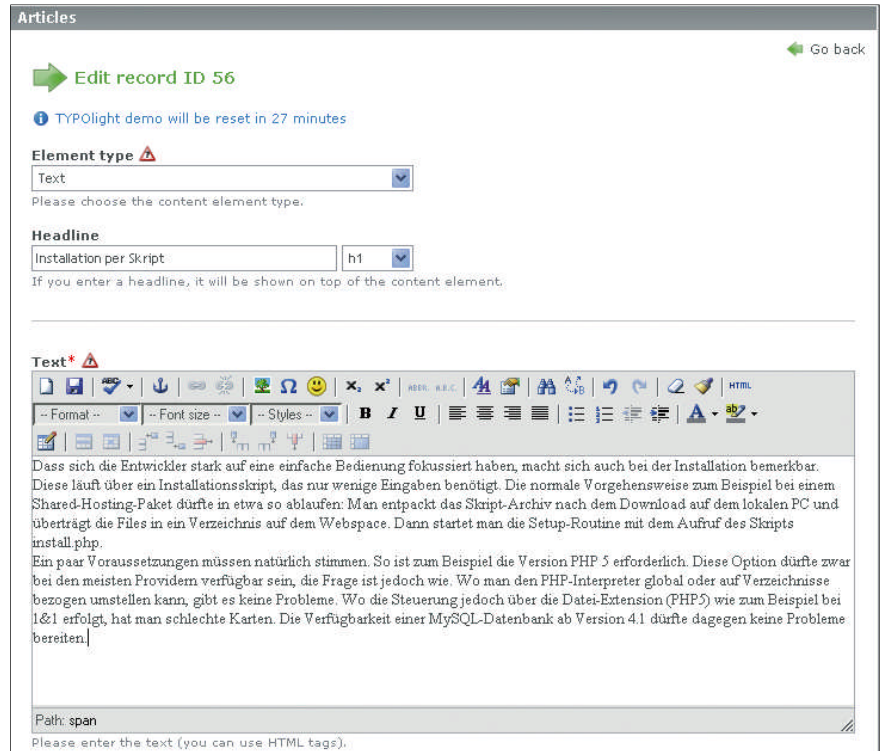 Articles
Go back
Edit record ID 56
TYPOlight demo will be reset in 27 minutes
Element type
Text
Please choose the content element type.
Headline
Installation per Skript h1
If you enter a headline, it will be shown on top of the content element.
Text*
ABC Ω x₂ x² ABBR. A.B.C. HTML
-- Format -- -- Font size -- -- Styles -- B I U A ab
Dass sich die Entwickler stark auf eine einfache Bedienung fokussiert haben, macht sich auch bei der Installation bemerkbar.
Diese läuft über ein Installationsskript, das nur wenige Eingaben benötigt. Die normale Vorgehensweise zum Beispiel bei einem
Shared-Hosting-Paket dürfte in etwa so ablaufen: Man entpackt das Skript-Archiv nach dem Download auf dem lokalen PC und
überträgt die Files in ein Verzeichnis auf dem Webspace. Dann startet man die Setup-Routine mit dem Aufruf des Skripts
install.php.
Ein paar Voraussetzungen müssen natürlich stimmen. So ist zum Beispiel die Version PHP 5 erforderlich. Diese Option dürfte zwar
bei den meisten Providern verfügbar sein, die Frage ist jedoch wie. Wo man den PHP-Interpreter global oder auf Verzeichnisse
bezogen umstellen kann, gibt es keine Probleme. Wo die Steuerung jedoch über die Datei-Extension (PHP5) wie zum Beispiel bei
1&1 erfolgt, hat man schlechte Karten. Die Verfügbarkeit einer MySQL-Datenbank ab Version 4.1 dürfte dagegen keine Probleme
bereiten.
Path: span
Please enter the text (you can use HTML tags).